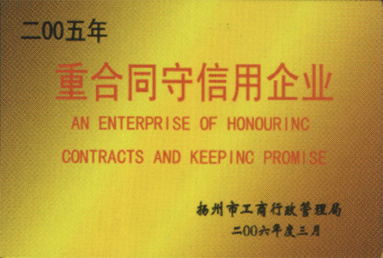 二00五年
重合同守信用企业
AN ENTERPRISE OF HONOURINC
CONTRACTS AND KEEPINC PROMISE
扬州市工商行政管理局
二00六年度三月